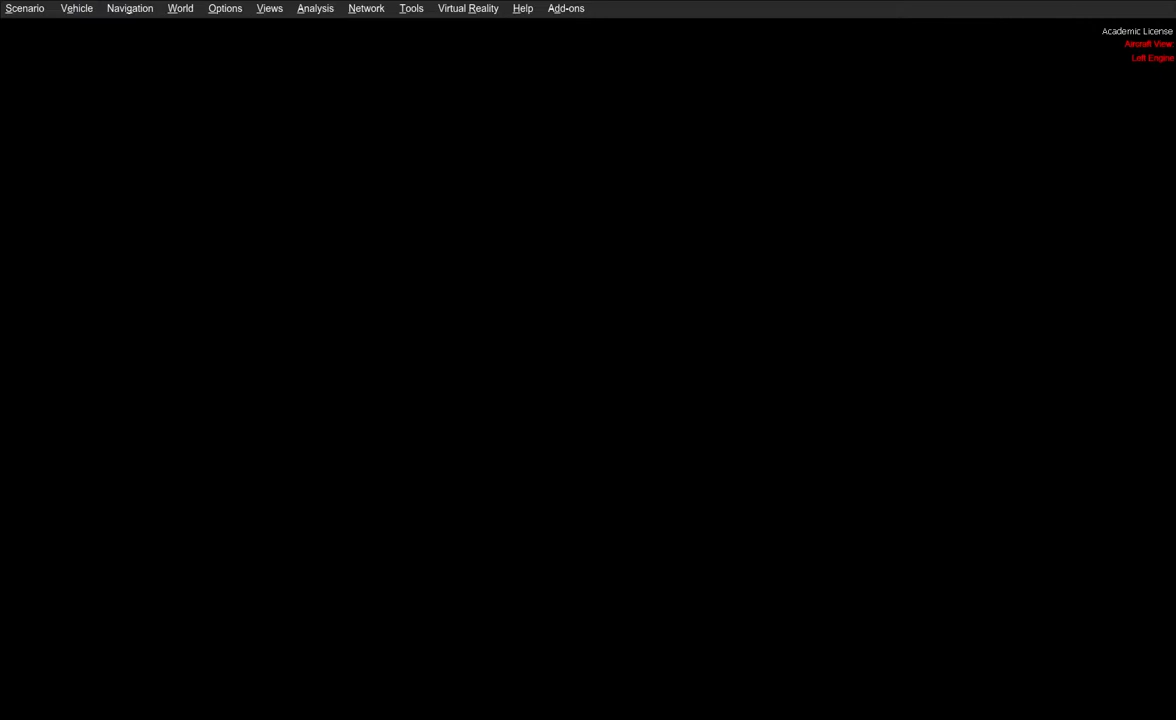 Scenario Vehicle Navigation World Options Views Analysis Network Tools Virtual Reality Help Add-ons
Academic License
Aircraft View
Left Engine